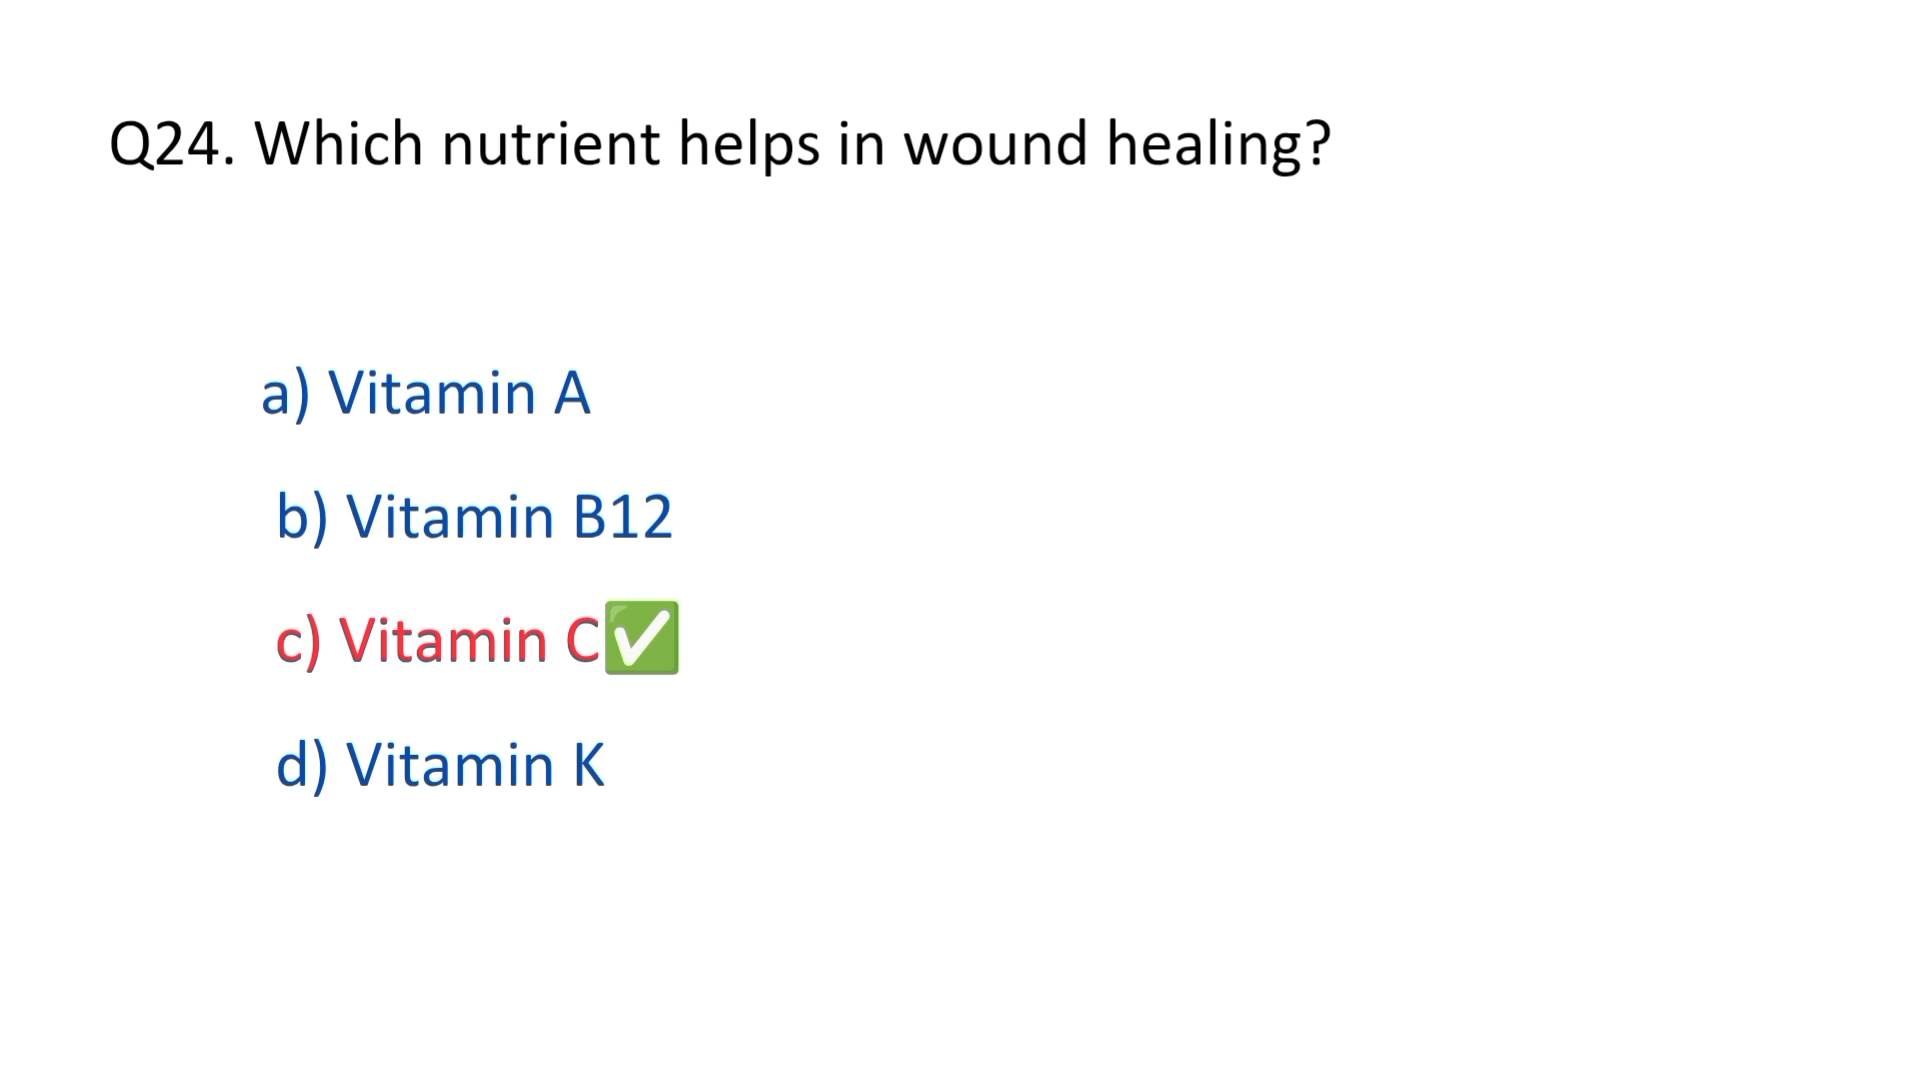 Q24. Which nutrient helps in wound healing?
a) Vitamin A
b) Vitamin B12
c) Vitamin C✅
d) Vitamin K